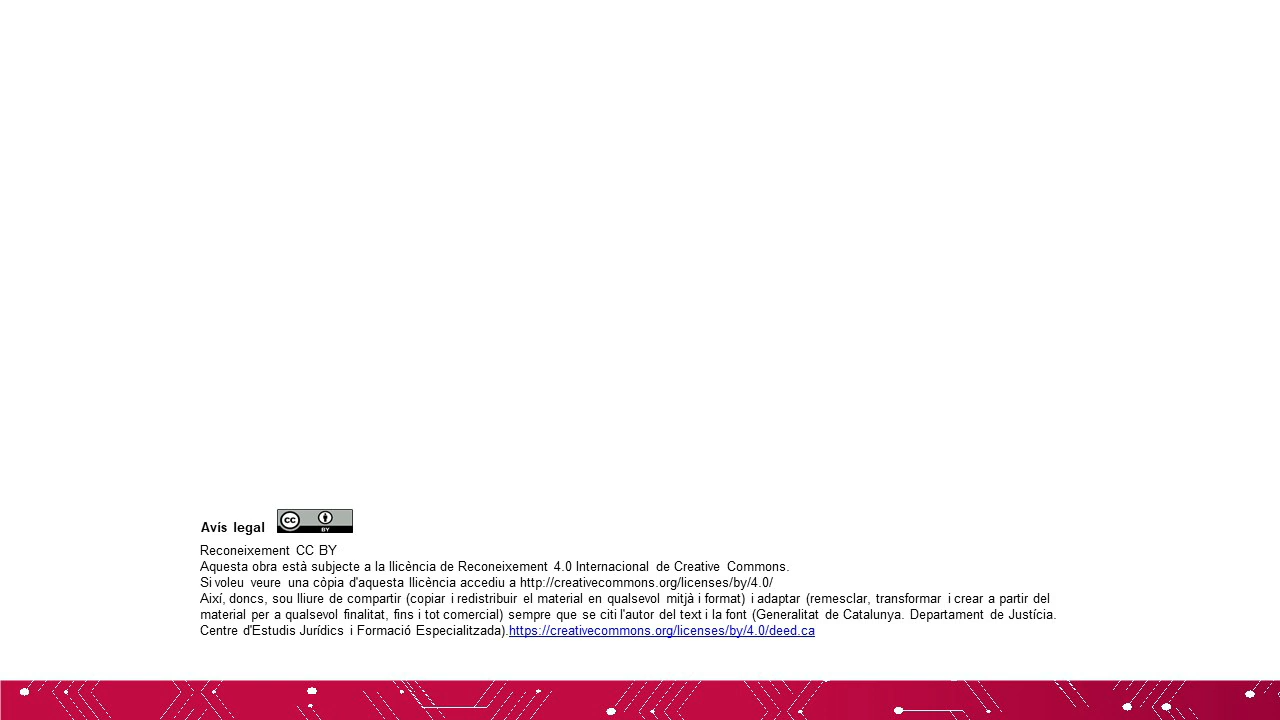 Avís legal
cc BY
Reconeixement CC BY
Aquesta obra està subjecte a la llicència de Reconeixement 4.0 Internacional de Creative Commons.
Si voleu veure una còpia d'aquesta llicència accediu a http://creativecommons.org/licenses/by/4.0/
Així, doncs, sou lliure de compartir (copiar i redistribuir el material en qualsevol mitjà i format) i adaptar (remesclar, transformar i crear a partir del
material per a qualsevol finalitat, fins i tot comercial) sempre que se citi l'autor del text i la font (Generalitat de Catalunya. Departament de Justícia.
Centre d'Estudis Jurídics i Formació Especialitzada).https://creativecommons.org/licenses/by/4.0/deed.ca